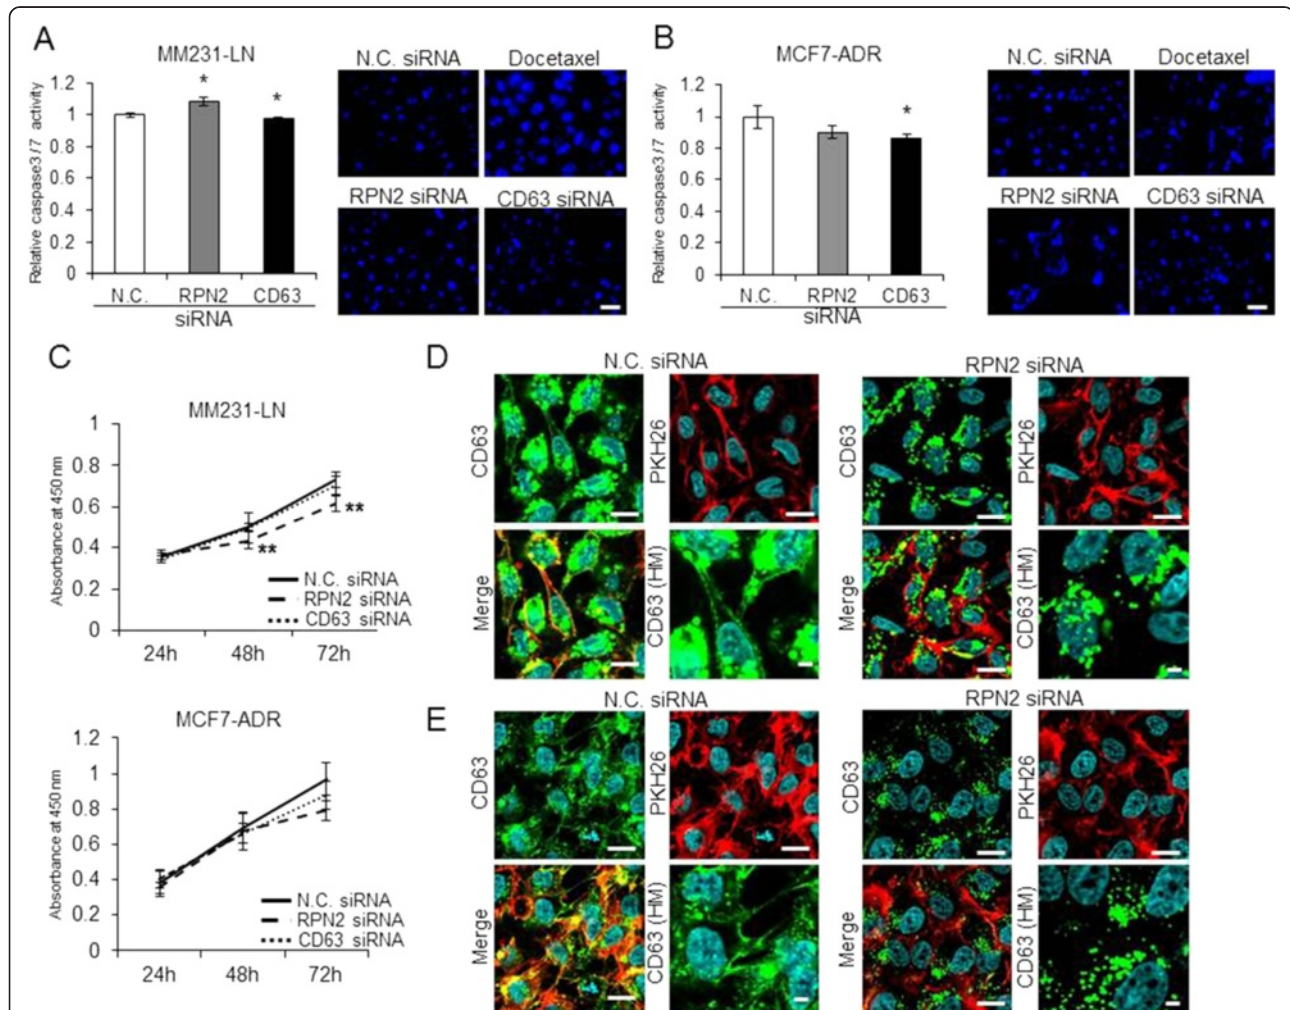 A
MM231-LN
Relative caspase3/7 activity
1.2
1
0.8
0.6
0.4
0.2
0
*
*
N.C.
RPN2
CD63
siRNA
N.C. siRNA
Docetaxel
RPN2 siRNA
CD63 siRNA
B
MCF7-ADR
Relative caspase3/7 activity
1.2
1
0.8
0.6
0.4
0.2
0
*
N.C.
RPN2
CD63
siRNA
N.C. siRNA
Docetaxel
RPN2 siRNA
CD63 siRNA
C
MM231-LN
Absorbance at 450 nm
1
0.8
0.6
0.4
0.2
0
**
**
N.C. siRNA
RPN2 siRNA
CD63 siRNA
24h
48h
72h
MCF7-ADR
Absorbance at 450 nm
1.2
1
0.8
0.6
0.4
0.2
0
N.C. siRNA
RPN2 siRNA
CD63 siRNA
24h
48h
72h
D
N.C. siRNA
CD63
PKH26
Merge
CD63 (HM)
RPN2 siRNA
CD63
PKH26
Merge
CD63 (HM)
E
N.C. siRNA
CD63
PKH26
Merge
CD63 (HM)
RPN2 siRNA
CD63
PKH26
Merge
CD63 (HM)